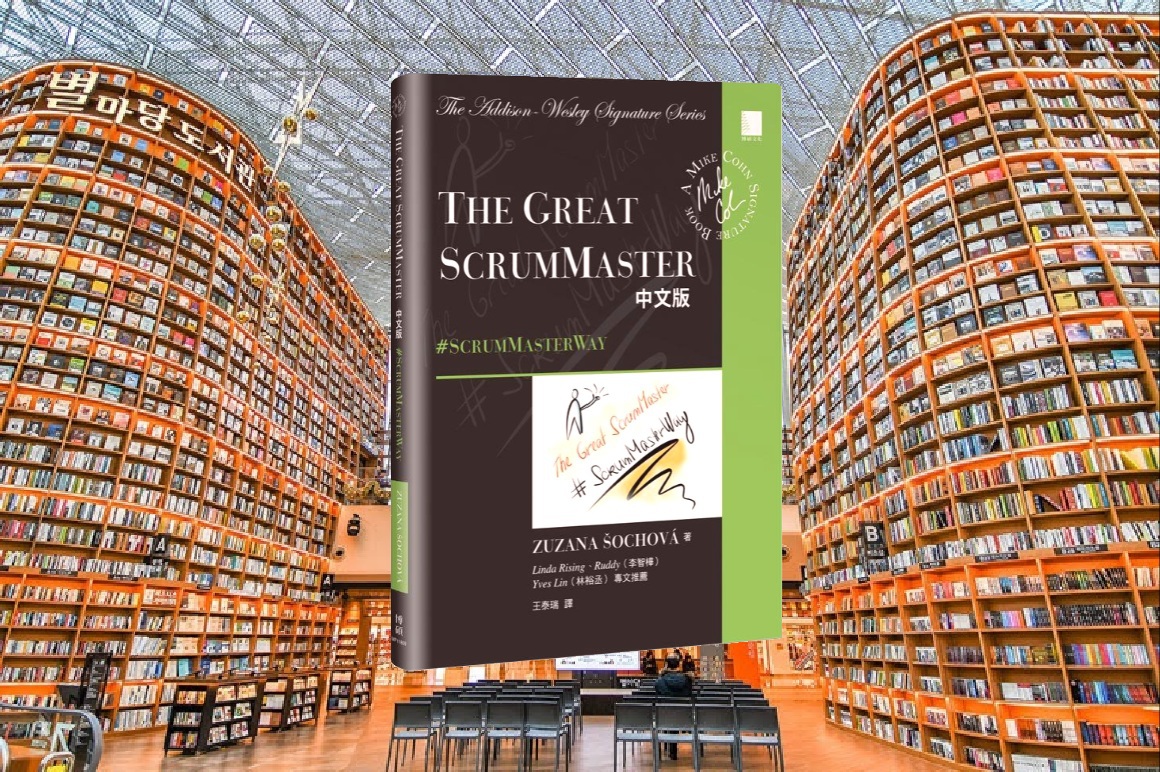 별마당도서관
The Addison-Wesley Signature Series
A MIKE COHN SIGNATURE BOOK
Mike Cohn
THE GREAT
SCRUMMASTER
中文版
#SCRUMMASTERWAY
The Great ScrumMaster
#ScrumMasterWay
ZUZANA ŠOCHOVÁ 著
Linda Rising、Ruddy（李智樺）
Yves Lin（林裕丞） 專文推薦
王泰瑞 譯
THE GREAT SCRUMMASTER 中文版 #SCRUMMASTERWAY ZUZANA ŠOCHOVÁ
A
B